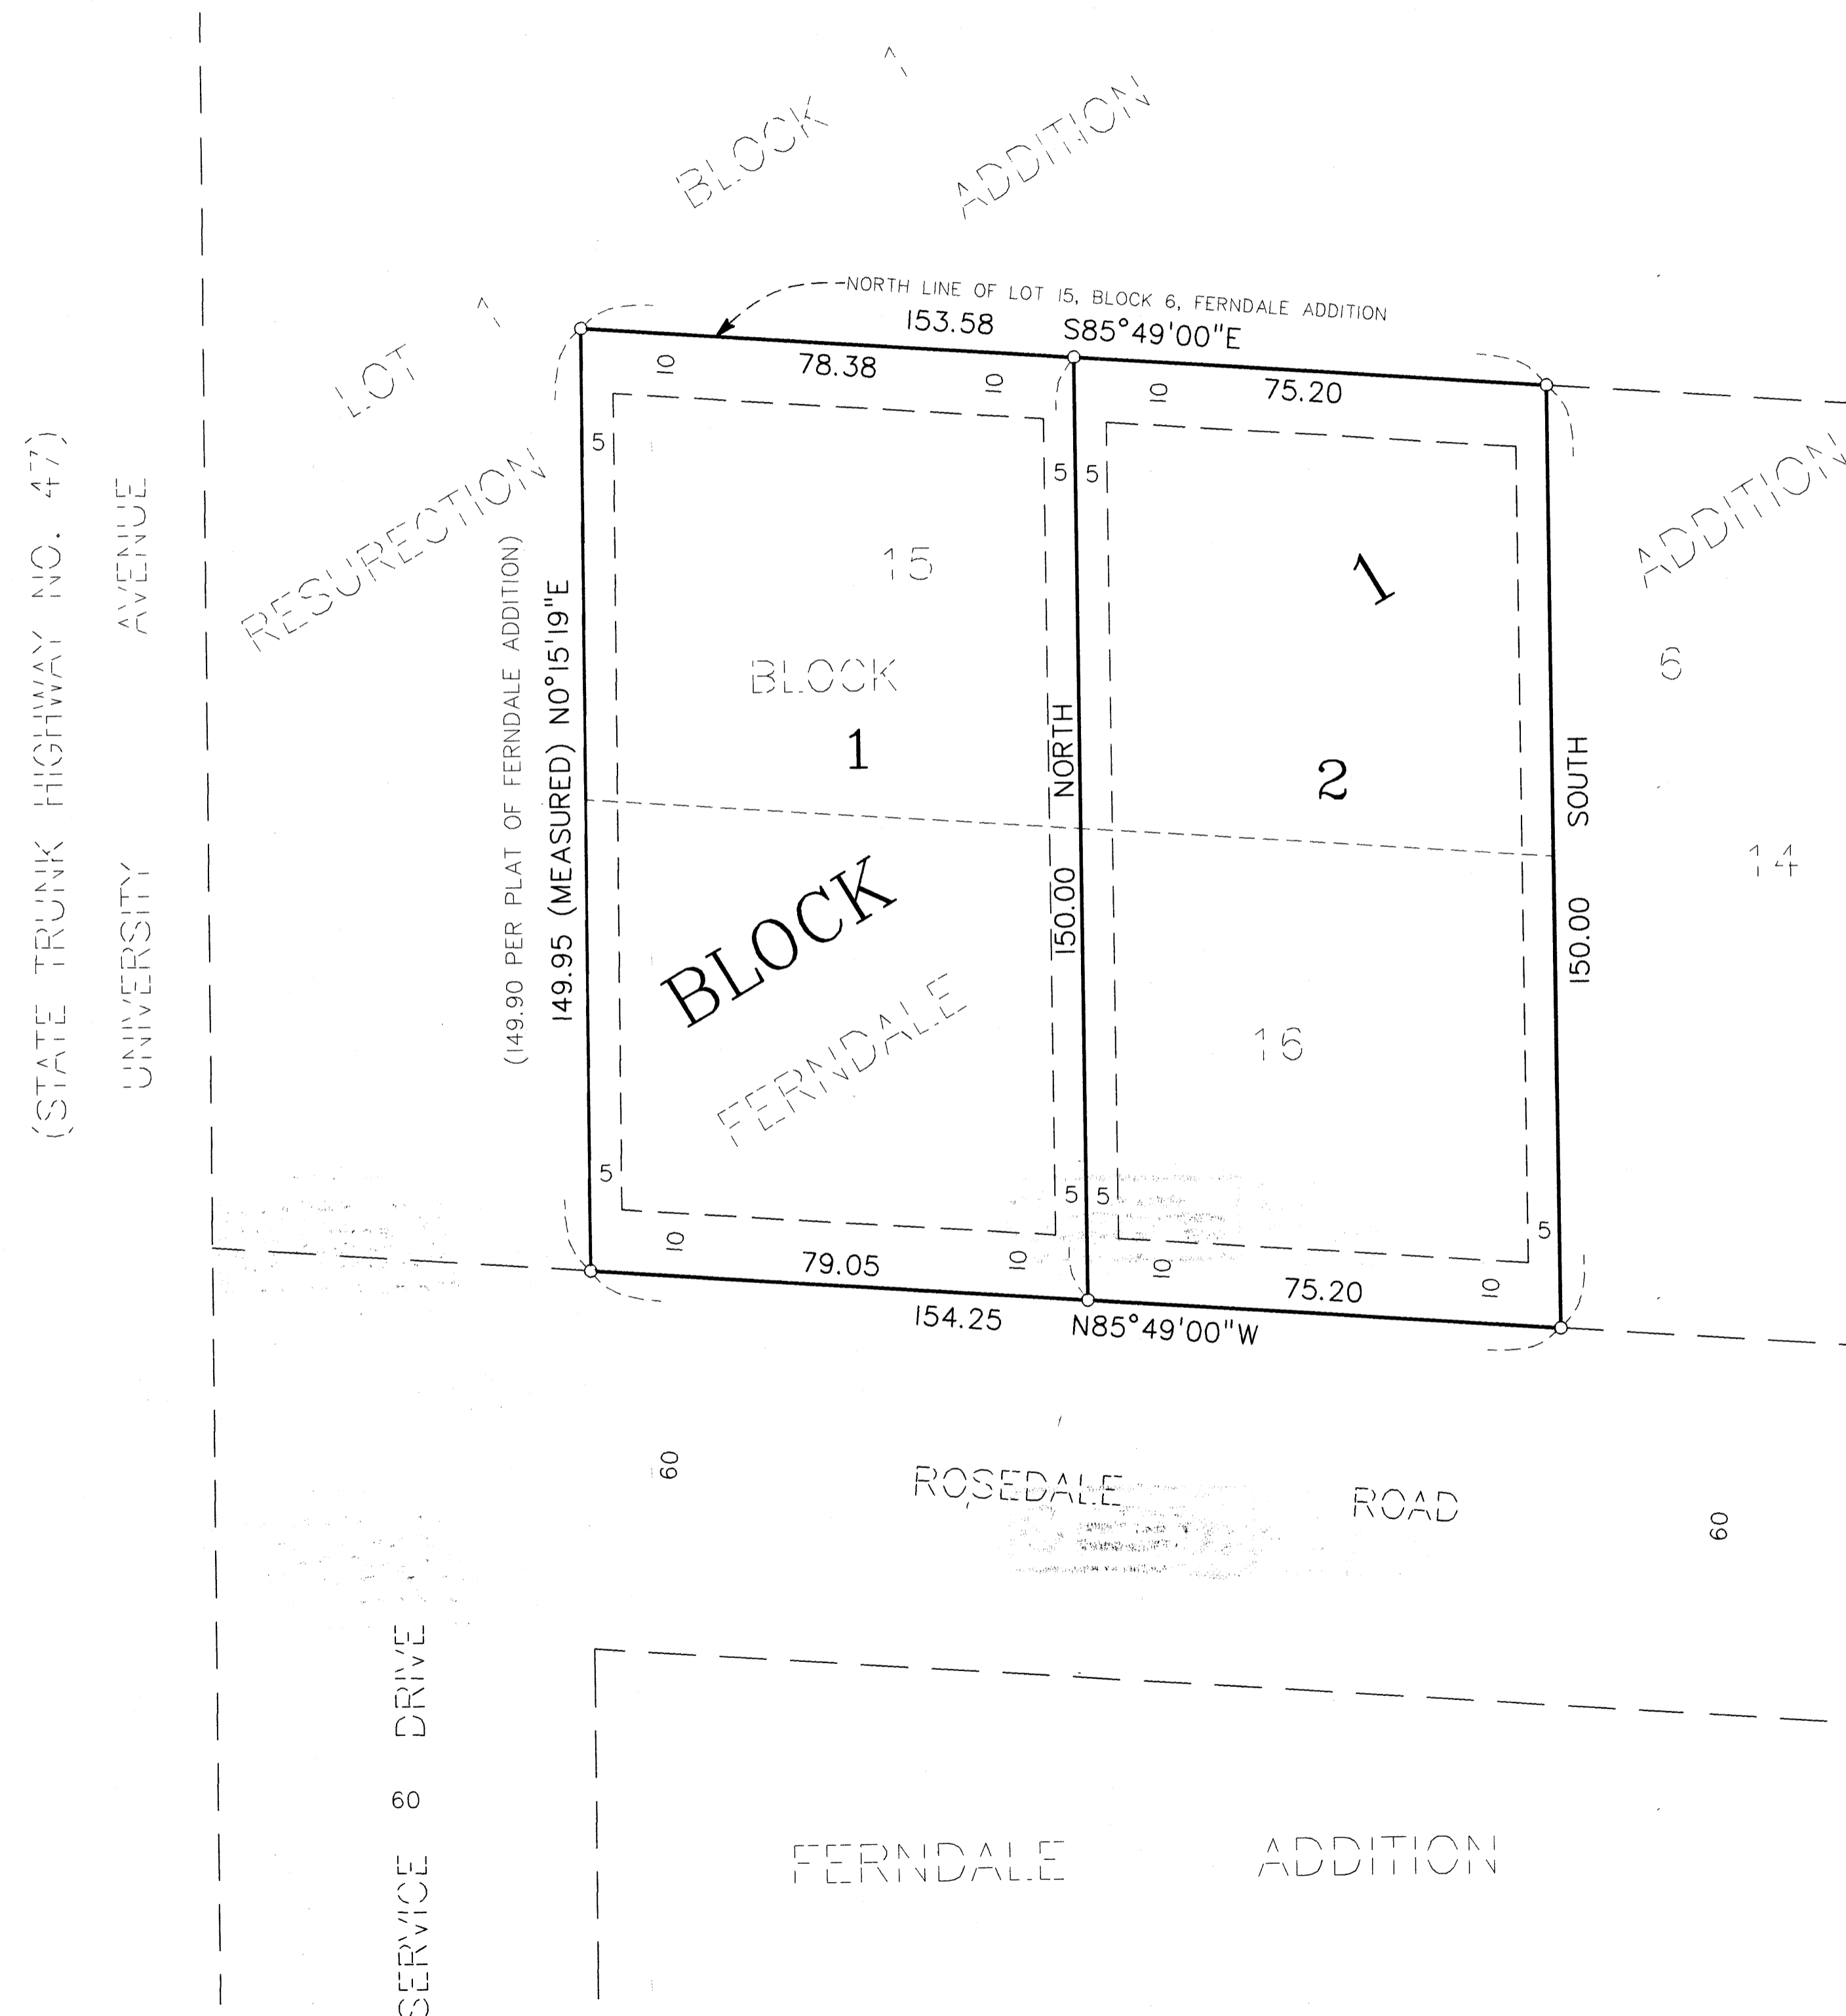 BLOCK 1
ADDITION
LOT 1
RESURECTION
(STATE TRUNK HIGHWAY NO. 47)
UNIVERSITY AVENUE
NORTH LINE OF LOT 15, BLOCK 6, FERNDALE ADDITION
153.58 S85°49'00"E
10 78.38 10
10 75.20
5
5 5
(149.90 PER PLAT OF FERNDALE ADDITION)
149.95 (MEASURED) N0°15'19"E
15
BLOCK
1
BLOCK 1
FERNDALE
150.00 NORTH
2
16
150.00 SOUTH
ADDITION
6
14
5
5 5
5
10 79.05 10
10 75.20 10
154.25 N85°49'00"W
60 ROSEDALE ROAD 60
SERVICE 60 DRIVE
FERNDALE ADDITION